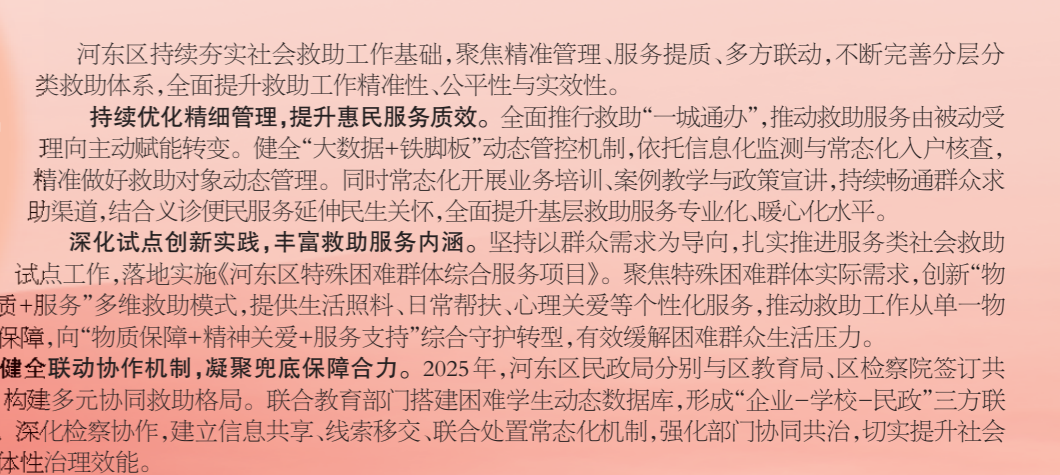 河东区持续夯实社会救助工作基础，聚焦精准管理、服务提质、多方联动，不断完善分层分
类救助体系，全面提升救助工作精准性、公平性与实效性。
持续优化精细管理，提升惠民服务质效。全面推行救助“一城通办”，推动救助服务由被动受
理向主动赋能转变。健全“大数据+铁脚板”动态管控机制，依托信息化监测与常态化入户核查，
精准做好救助对象动态管理。同时常态化开展业务培训、案例教学与政策宣讲，持续畅通群众求
助渠道，结合义诊便民服务延伸民生关怀，全面提升基层救助服务专业化、暖心化水平。
深化试点创新实践，丰富救助服务内涵。坚持以群众需求为导向，扎实推进服务类社会救助
试点工作，落地实施《河东区特殊困难群体综合服务项目》。聚焦特殊困难群体实际需求，创新“物
质+服务”多维救助模式，提供生活照料、日常帮扶、心理关爱等个性化服务，推动救助工作从单一物
保障，向“物质保障+精神关爱+服务支持”综合守护转型，有效缓解困难群众生活压力。
健全联动协作机制，凝聚兜底保障合力。2025年，河东区民政局分别与区教育局、区检察院签订共
构建多元协同救助格局。联合教育部门搭建困难学生动态数据库，形成“企业-学校-民政”三方联
深化检察协作，建立信息共享、线索移交、联合处置常态化机制，强化部门协同共治，切实提升社会
体性治理效能。